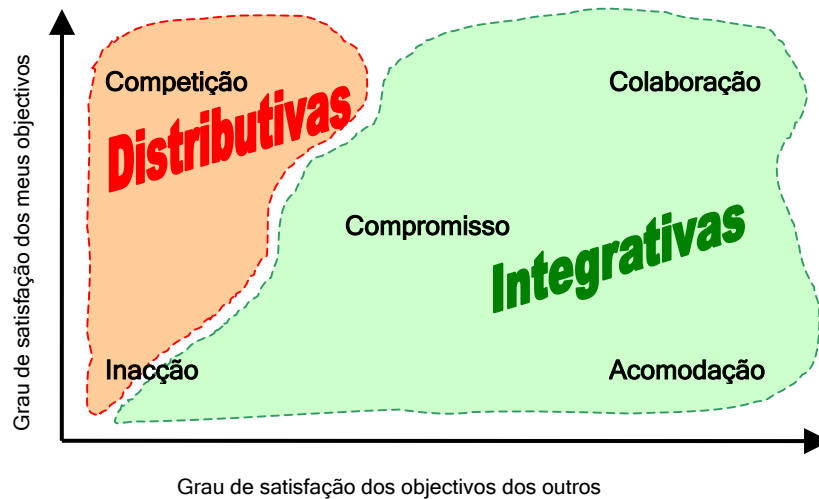 Grau de satisfação dos meus objectivos
Competição
Colaboração
Distributivas
Compromisso
Integrativas
Inacção
Acomodação
Grau de satisfação dos objectivos dos outros